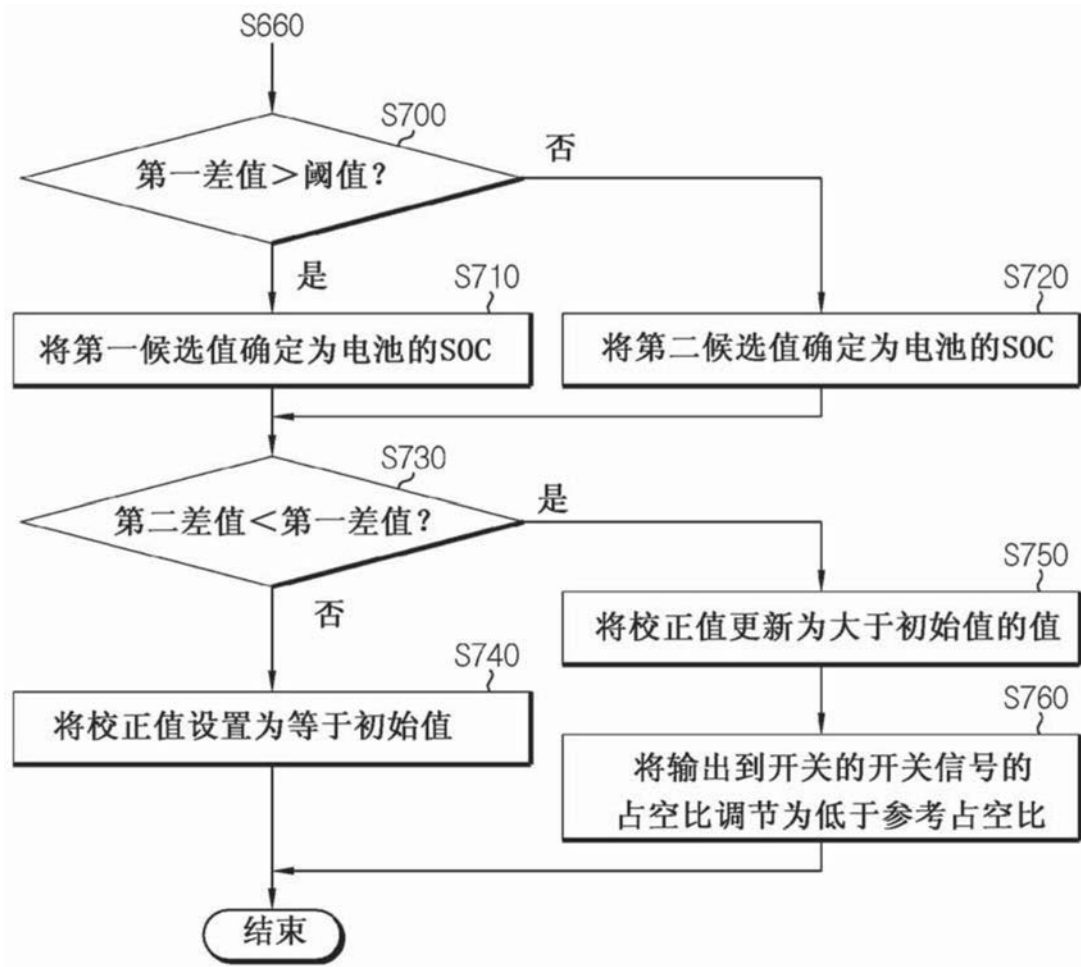 S660
S700
第一差值＞阈值？
否
是
S710
将第一候选值确定为电池的SOC
S720
将第二候选值确定为电池的SOC
S730
第二差值＜第一差值？
是
否
S750
将校正值更新为大于初始值的值
S740
将校正值设置为等于初始值
S760
将输出到开关的开关信号的
占空比调节为低于参考占空比
结束